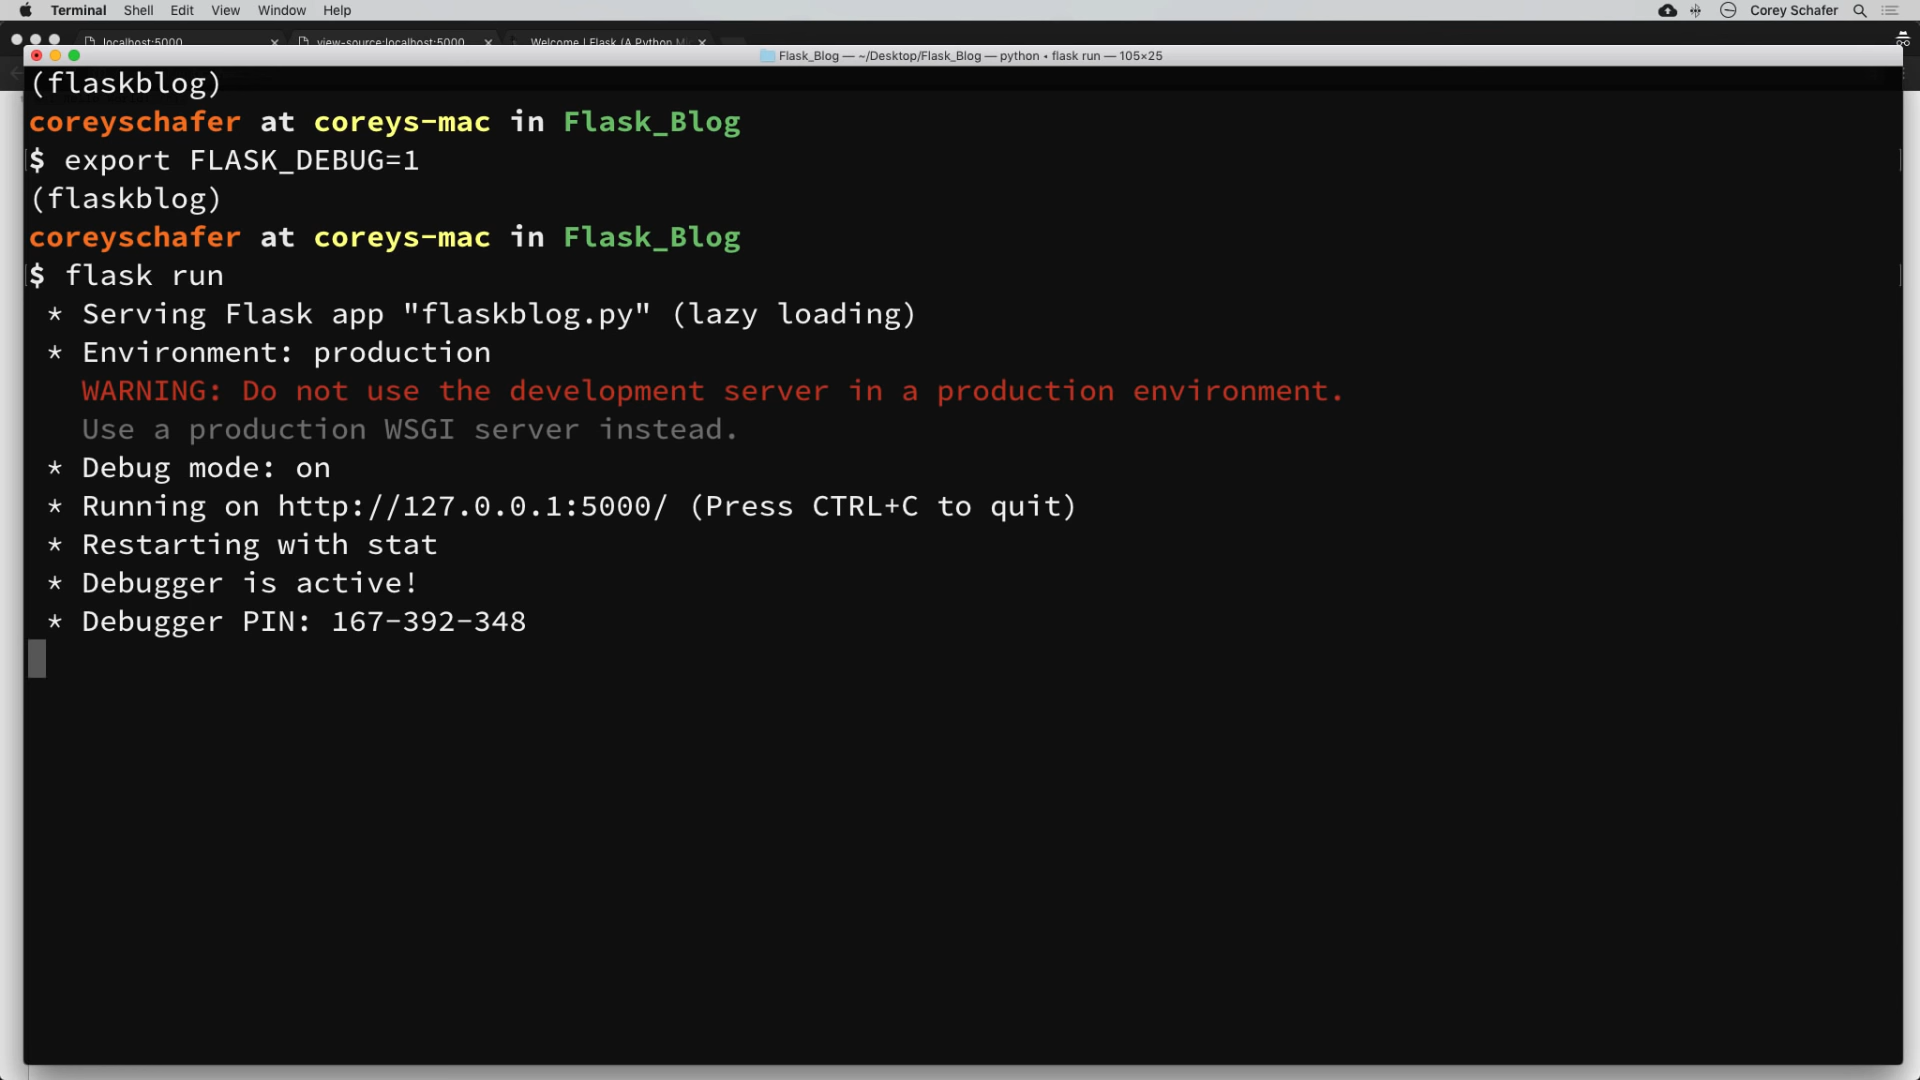 Terminal Shell Edit View Window Help Corey Schafer
localhost:5000 view-source:localhost:5000 Welcome | Flask (A Python Mi
Flask_Blog — ~/Desktop/Flask_Blog — python • flask run — 105×25
(flaskblog)
coreyschafer at coreys-mac in Flask_Blog
$ export FLASK_DEBUG=1
(flaskblog)
coreyschafer at coreys-mac in Flask_Blog
$ flask run
* Serving Flask app "flaskblog.py" (lazy loading)
* Environment: production
WARNING: Do not use the development server in a production environment.
Use a production WSGI server instead.
* Debug mode: on
* Running on http://127.0.0.1:5000/ (Press CTRL+C to quit)
* Restarting with stat
* Debugger is active!
* Debugger PIN: 167-392-348